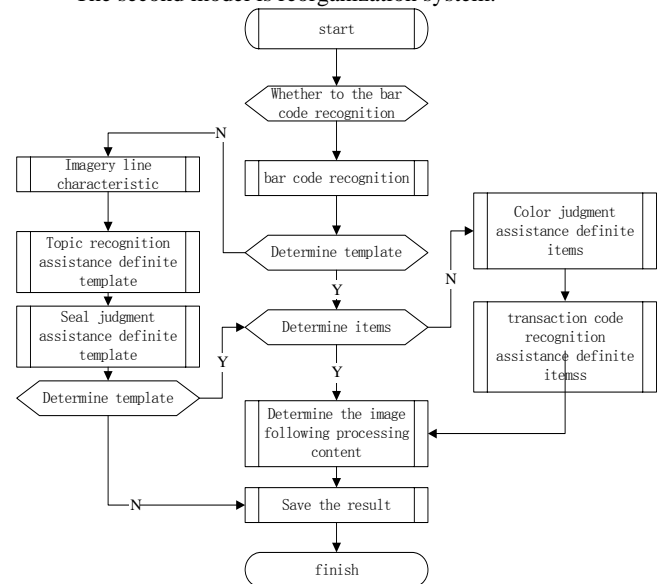 The second model is reorganization system.
start
Whether to the bar
code recognition
N
Imagery line
characteristic
bar code recognition
Color judgment
assistance definite
items
Topic recognition
assistance definite
template
Determine template
N
Y
Seal judgment
assistance definite
template
Determine items
transaction code
recognition
assistance definite
itemss
Y
Y
Determine template
Determine the image
following processing
content
N
Save the result
finish